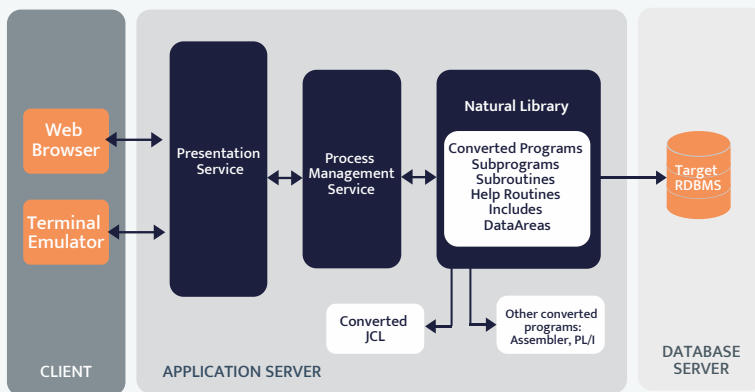 Web
Browser
Terminal
Emulator
CLIENT
Presentation
Service
Process
Management
Service
Natural Library
Converted Programs
Subprograms
Subroutines
Help Routines
Includes
DataAreas
Converted
JCL
Other converted
programs:
Assembler, PL/I
APPLICATION SERVER
Target
RDBMS
DATABASE
SERVER